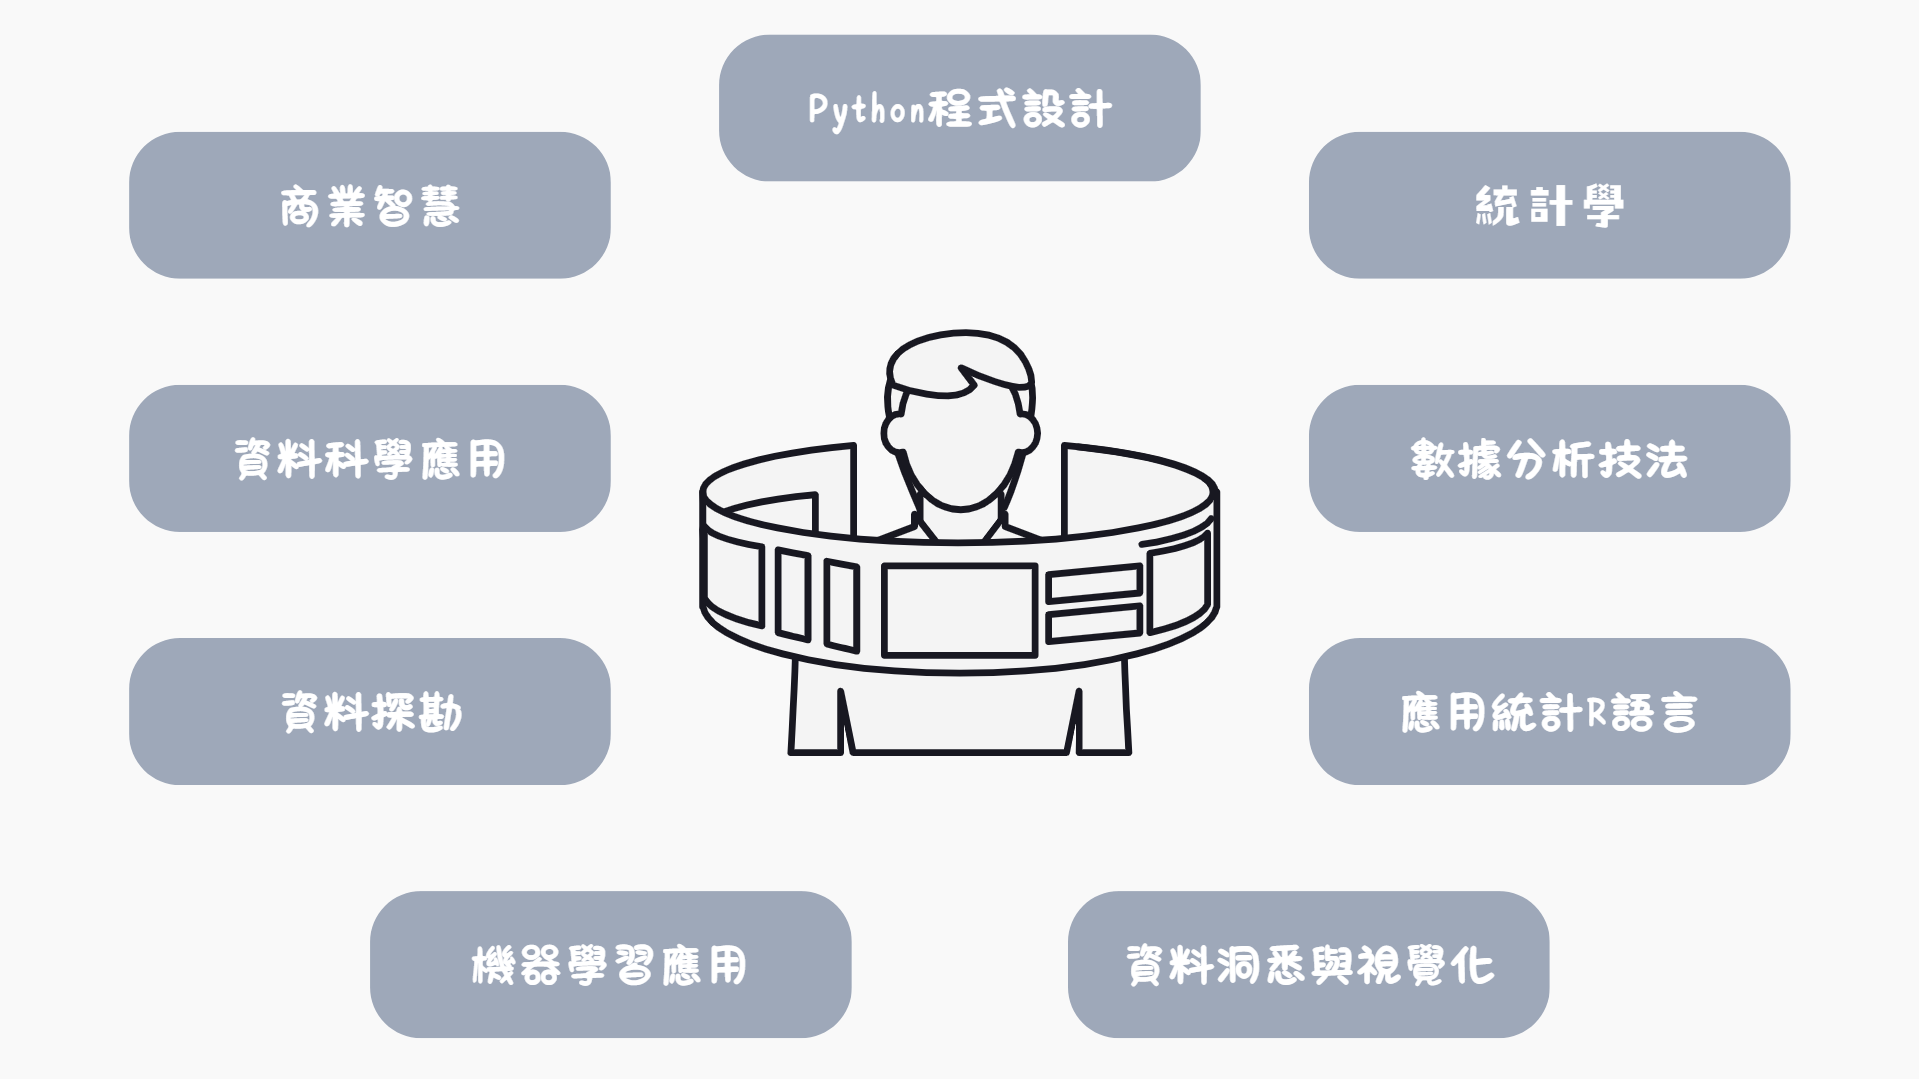 Python程式設計
商業智慧
統計學
資料科學應用
數據分析技法
資料探勘
應用統計R語言
機器學習應用
資料洞悉與視覺化